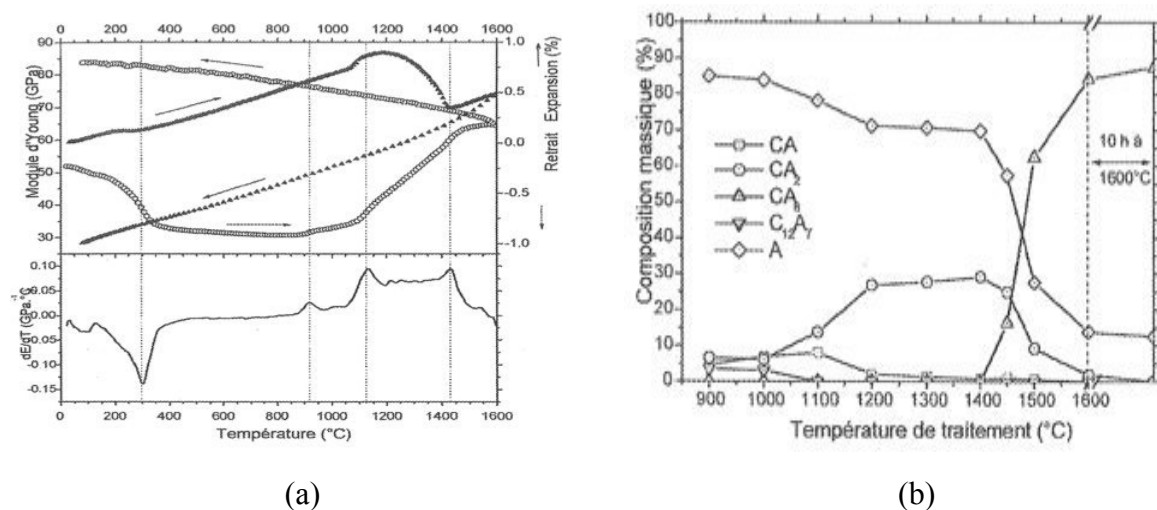 0 200 400 600 800 1000 1200 1400 1600
90
80
70
60
50
40
30
Module d'Young (GPa)
1.0
0.5
0.0
-0.5
-1.0
Retrait Expansion (%)
0.10
0.05
0.00
-0.05
-0.10
-0.15
dE/dT (GPa.°C⁻¹)
0 200 400 600 800 1000 1200 1400 1600
Température (°C)
(a)
100
90
80
70
60
50
40
30
20
10
0
Composition massique (%)
CA
CA₂
CA₆
C₁₂A₇
A
10 h à
1600°C
900 1000 1100 1200 1300 1400 1500 1600
Température de traitement (°C)
(b)